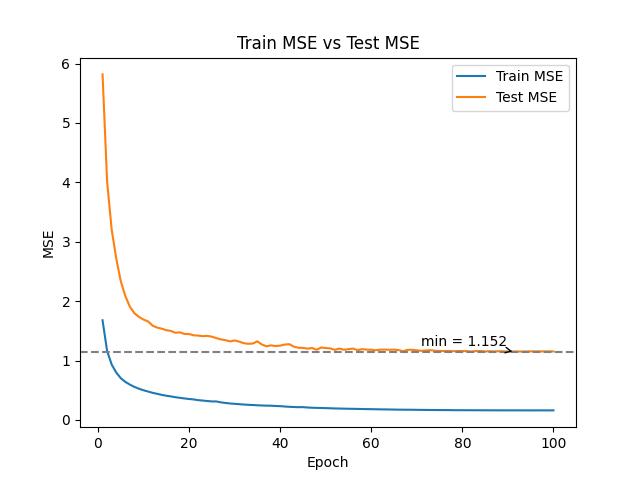 Train MSE vs Test MSE
Train MSE
Test MSE
6
5
4
3
2
1
0
MSE
min = 1.152
0 20 40 60 80 100
Epoch